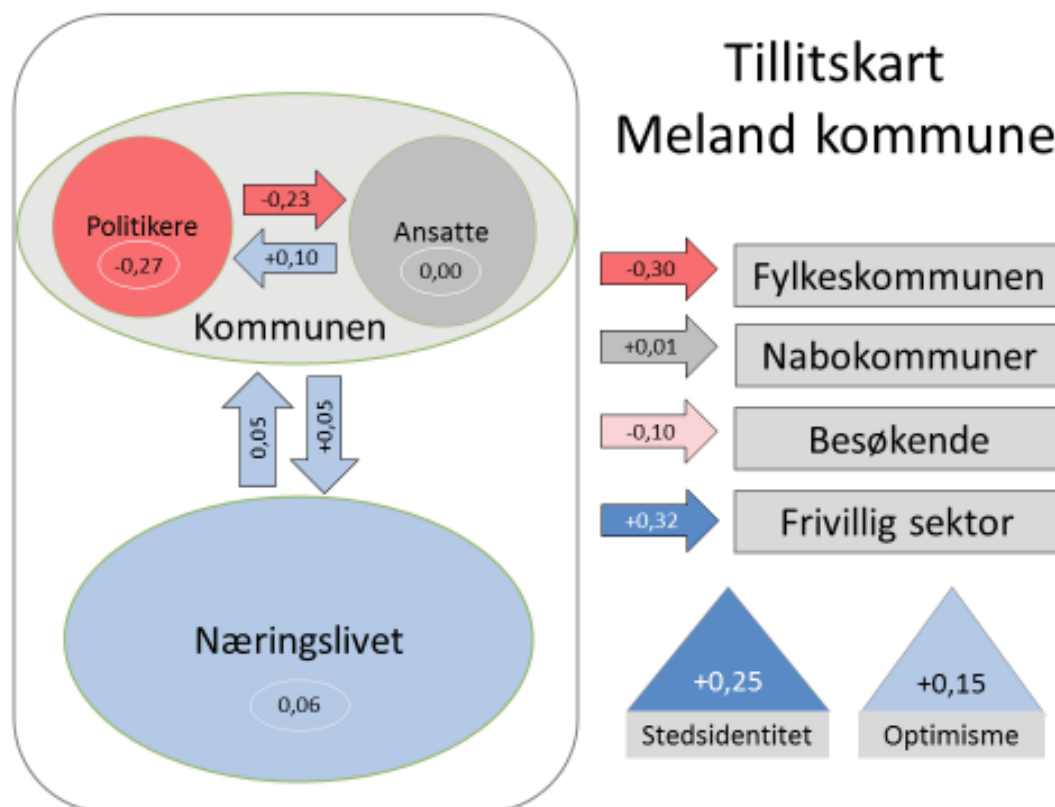 Tillitskart
Meland kommune
Politikere
-0,27
-0,23
+0,10
Ansatte
0,00
Kommunen
0,05
+0,05
Næringslivet
0,06
-0,30
Fylkeskommunen
+0,01
Nabokommuner
-0,10
Besøkende
+0,32
Frivillig sektor
+0,25
Stedsidentitet
+0,15
Optimisme